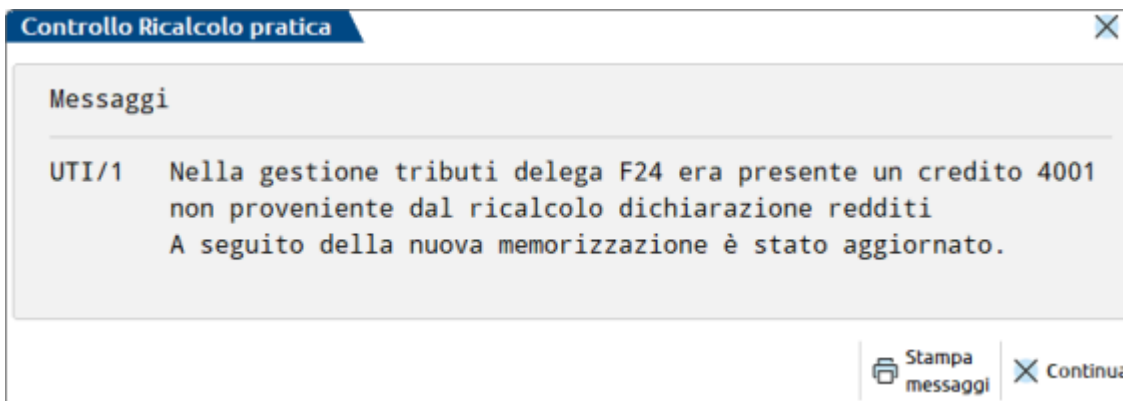 Controllo Ricalcolo pratica
Messaggi
UTI/1 Nella gestione tributi delega F24 era presente un credito 4001
non proveniente dal ricalcolo dichiarazione redditi
A seguito della nuova memorizzazione è stato aggiornato.
Stampa
messaggi
Continua